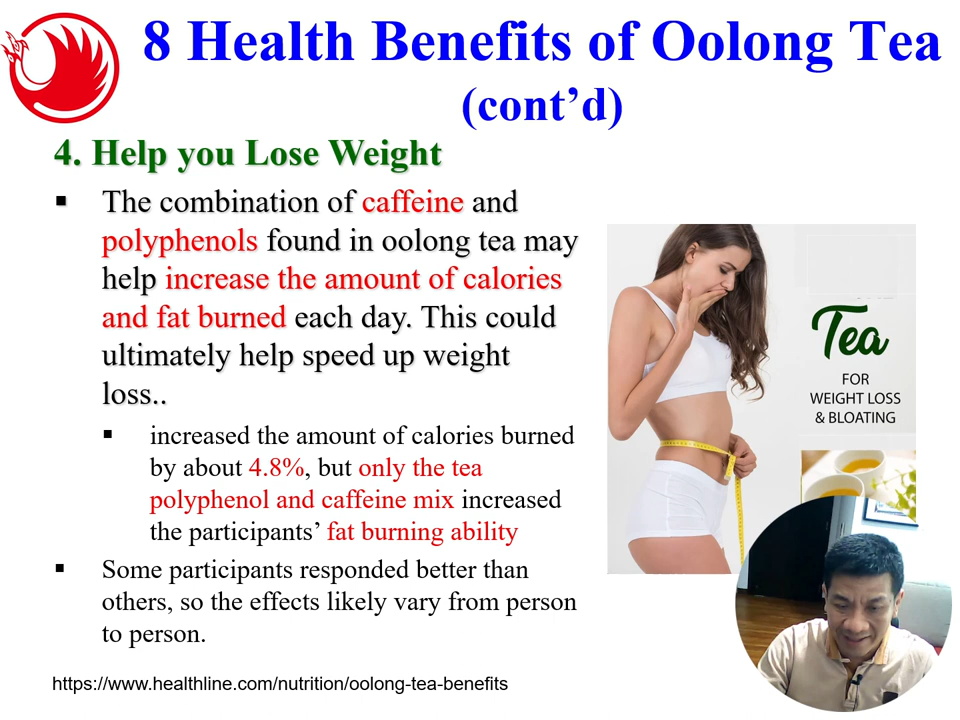 8 Health Benefits of Oolong Tea
(cont’d)
4. Help you Lose Weight
▪ The combination of caffeine and
polyphenols found in oolong tea may
help increase the amount of calories
and fat burned each day. This could
ultimately help speed up weight
loss..
▪ increased the amount of calories burned
by about 4.8%, but only the tea
polyphenol and caffeine mix increased
the participants’ fat burning ability
▪ Some participants responded better than
others, so the effects likely vary from person
to person.
Tea
FOR
WEIGHT LOSS
& BLOATING
https://www.healthline.com/nutrition/oolong-tea-benefits